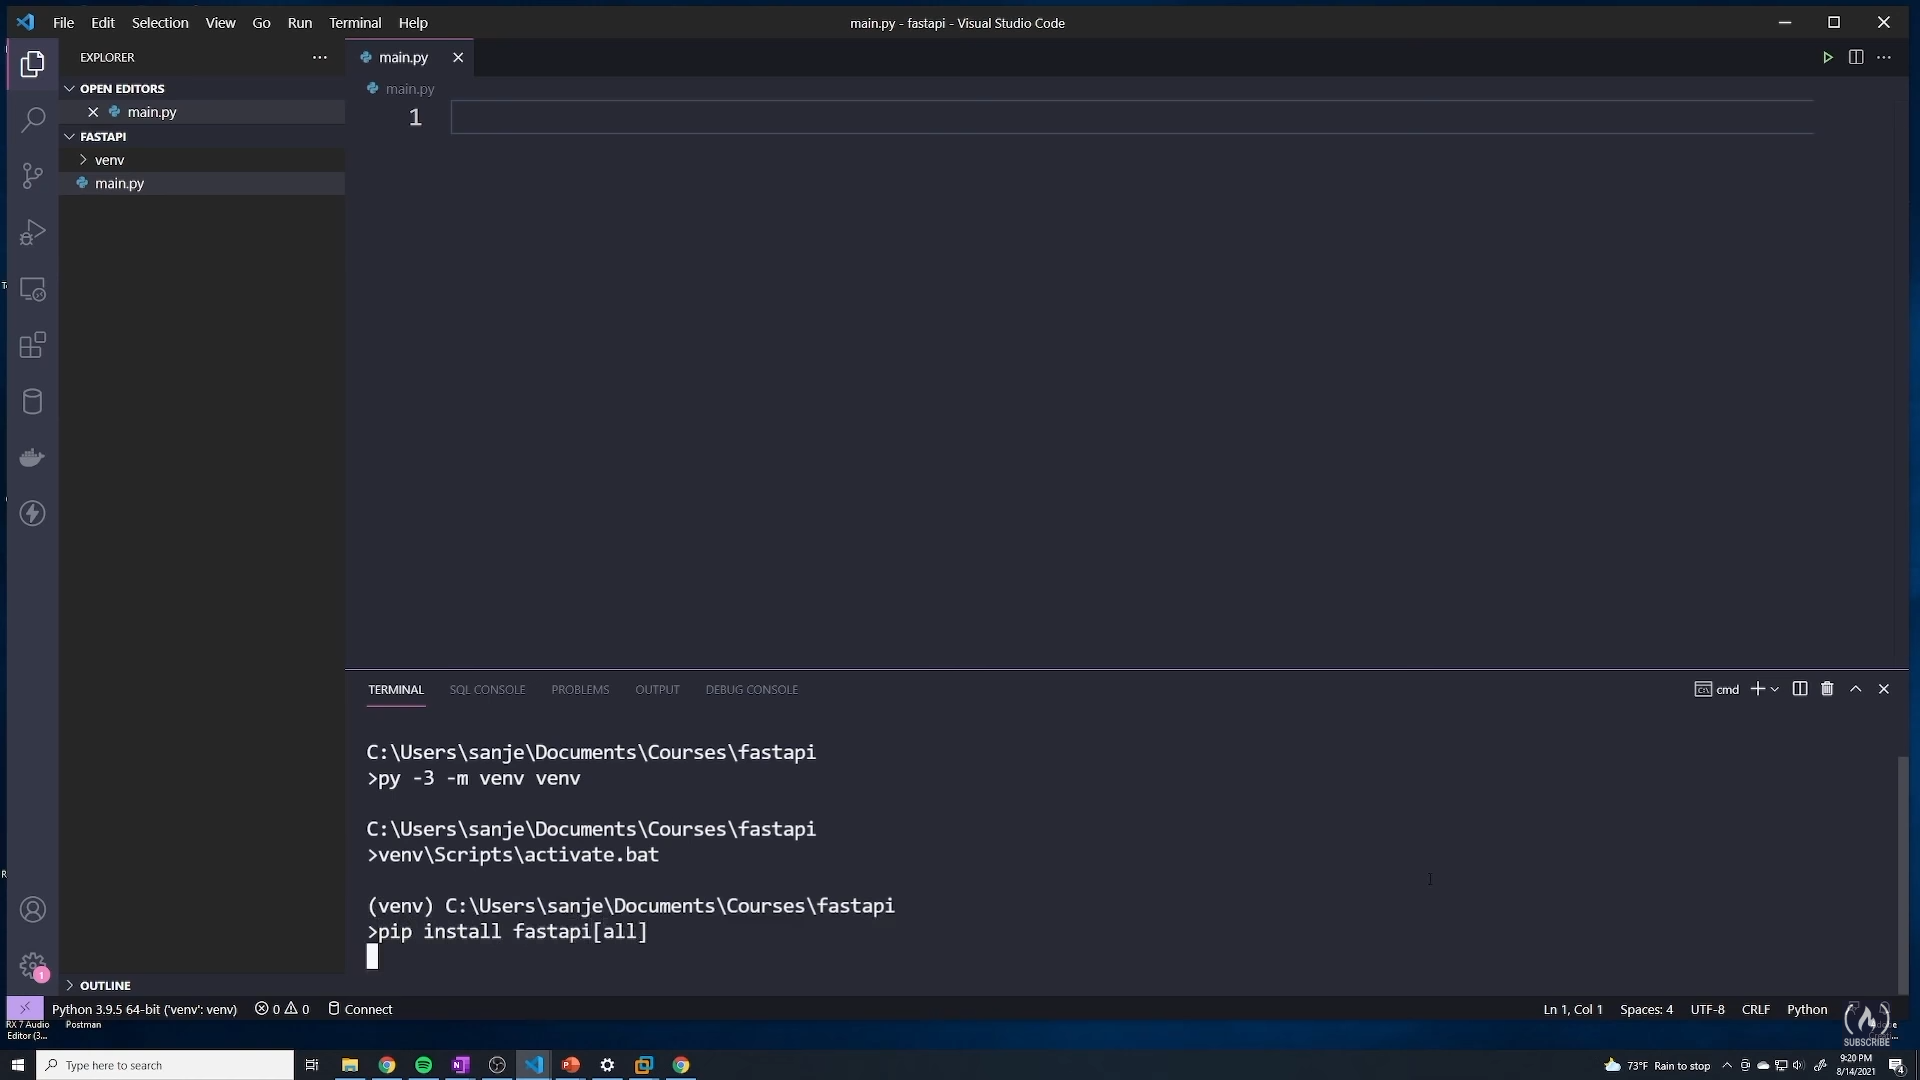 File Edit Selection View Go Run Terminal Help
main.py - fastapi - Visual Studio Code
EXPLORER
main.py
OPEN EDITORS
main.py
main.py
FASTAPI
1
venv
main.py
TERMINAL SQL CONSOLE PROBLEMS OUTPUT DEBUG CONSOLE
cmd
C:\Users\sanje\Documents\Courses\fastapi
>py -3 -m venv venv
C:\Users\sanje\Documents\Courses\fastapi
>venv\Scripts\activate.bat
(venv) C:\Users\sanje\Documents\Courses\fastapi
>pip install fastapi[all]
1
OUTLINE
Python 3.9.5 64-bit ('venv': venv) 0 0 Connect
Ln 1, Col 1 Spaces: 4 UTF-8 CRLF Python
RX 7 Audio
Editor (3...
Postman
SUBSCRIBE
Type here to search
73°F Rain to stop
9:20 PM
8/14/2021
4